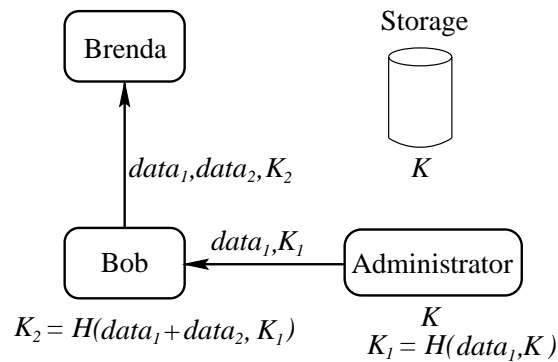 Storage
Brenda
K
data₁,data₂,K₂
data₁,K₁
Bob
Administrator
K₂ = H(data₁+data₂, K₁)
K
K₁ = H(data₁,K)